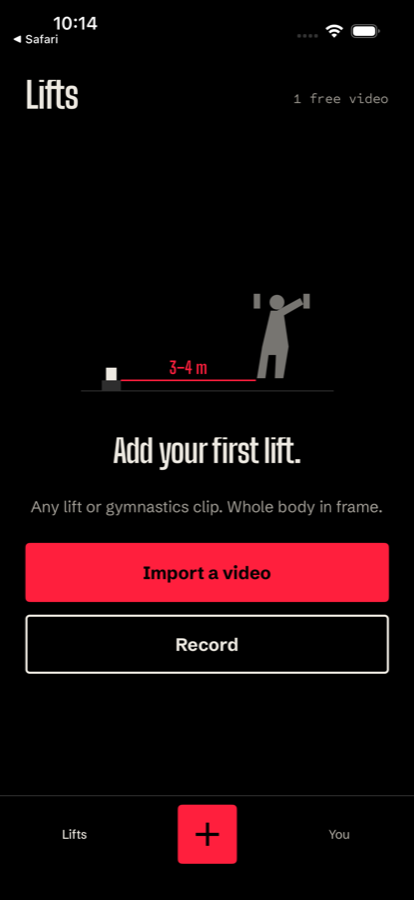 10:14
◀ Safari
Lifts
1 free video
3–4 m
Add your first lift.
Any lift or gymnastics clip. Whole body in frame.
Import a video
Record
Lifts
You